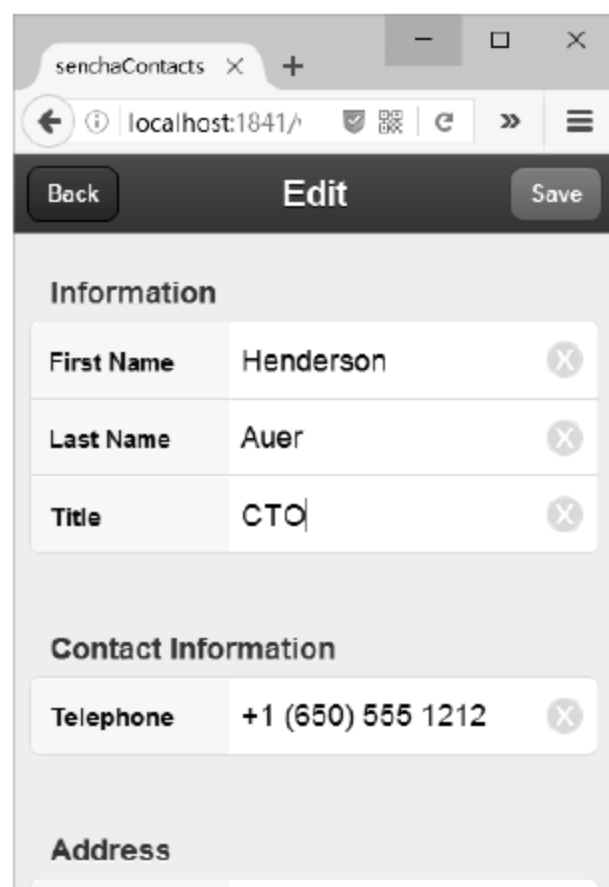 senchaContacts
localhost:1841/
Back Edit Save
Information
First Name Henderson
Last Name Auer
Title CTO
Contact Information
Telephone +1 (650) 555 1212
Address